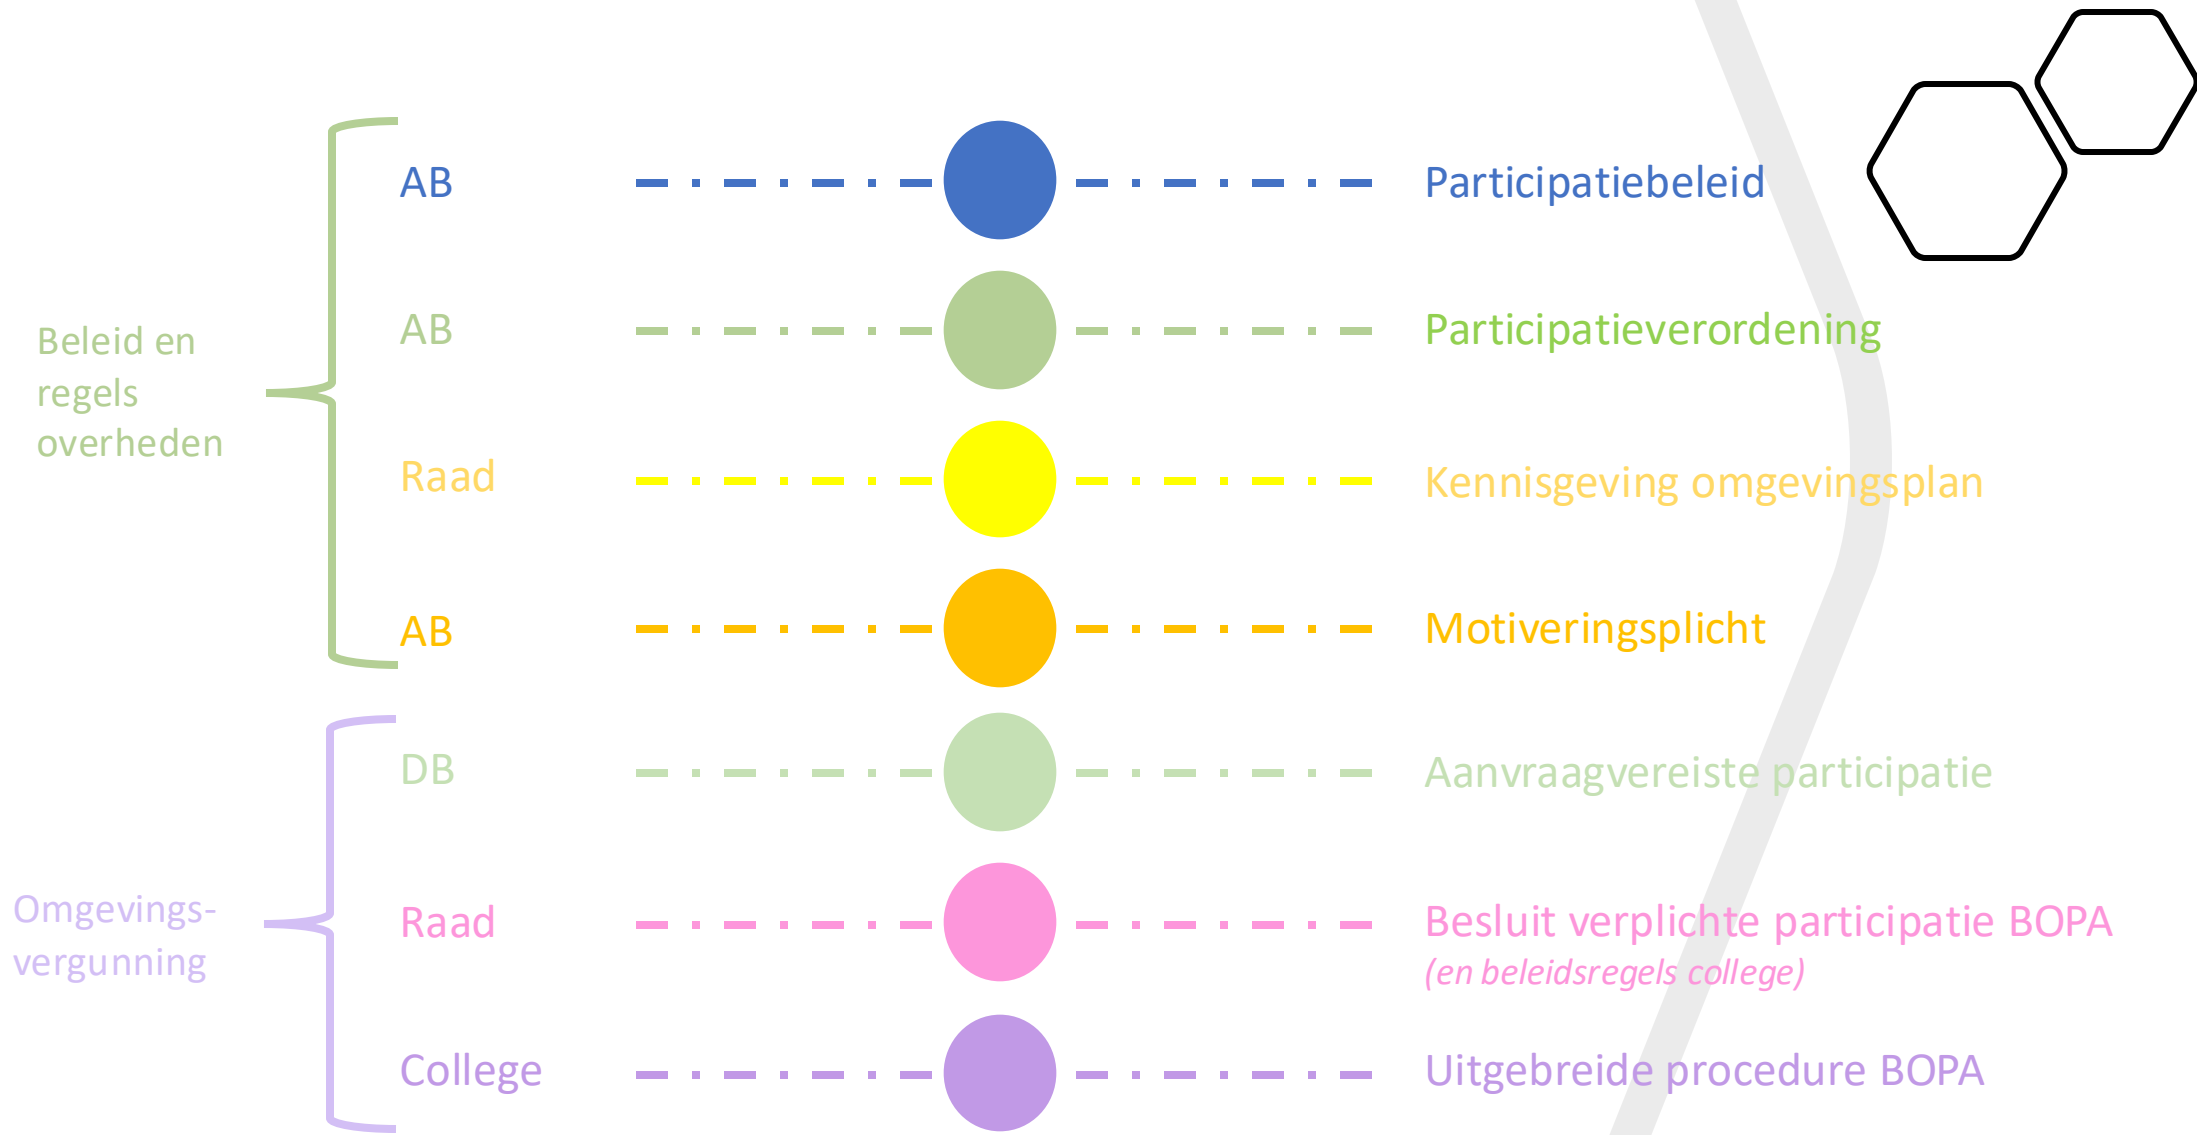 AB
Participatiebeleid
Beleid en
regels
overheden
AB
Participatieverordening
Raad
Kennisgeving omgevingsplan
AB
Motiveringsplicht
DB
Aanvraagvereiste participatie
Omgevings-
vergunning
Raad
Besluit verplichte participatie BOPA
(en beleidsregels college)
College
Uitgebreide procedure BOPA